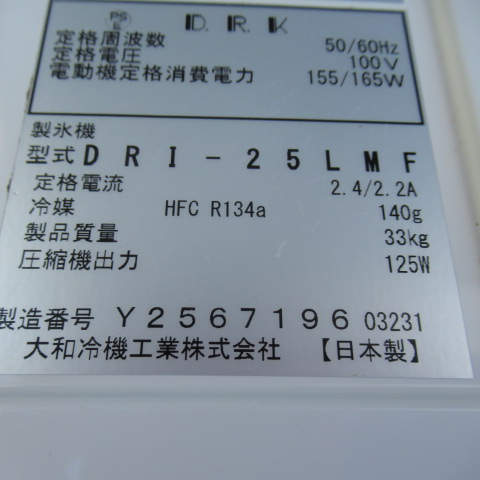 PS
E
D.R.K
定格周波数 50/60Hz
定格電圧 100V
電動機定格消費電力 155/165W
製氷機
型式 DRI-25LMF
定格電流 2.4/2.2A
冷媒 HFC R134a 140g
製品質量 33kg
圧縮機出力 125W
製造番号 Y2567196 03231
大和冷機工業株式会社 【日本製】